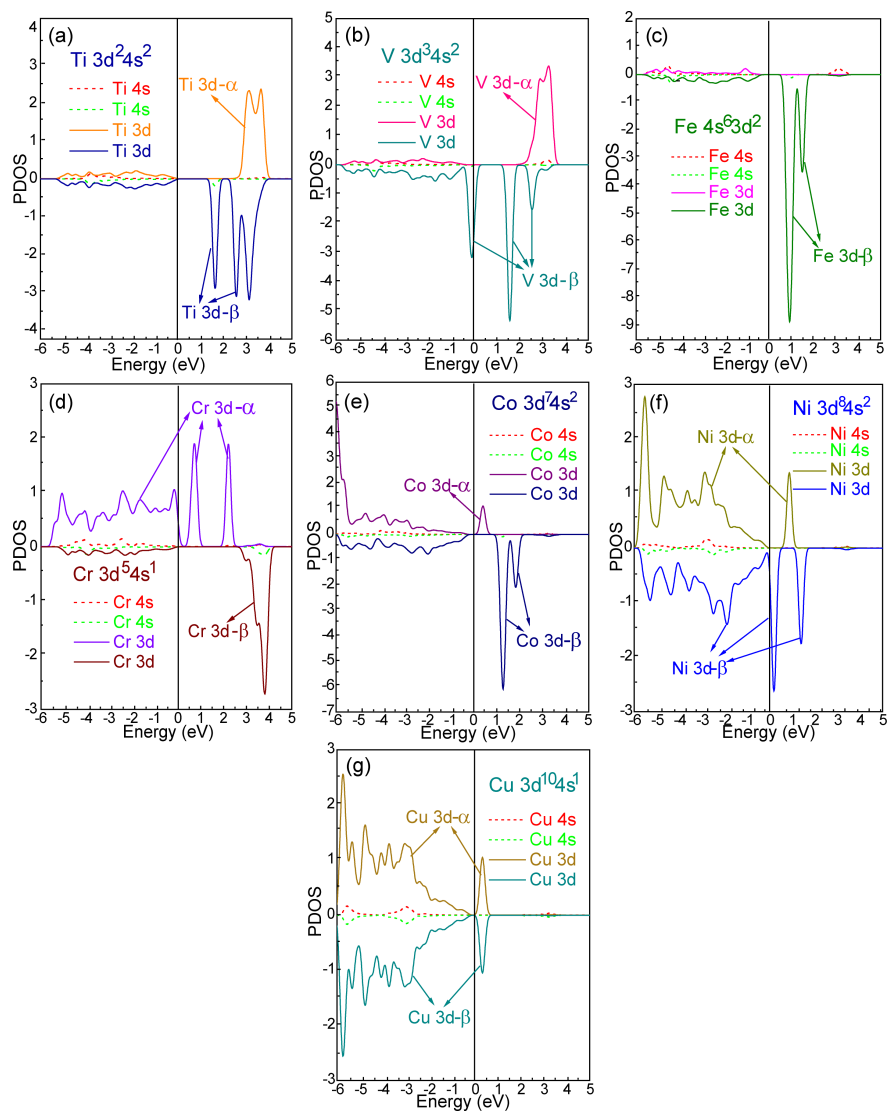 (a)
Ti 3d²4s²
Ti 3d-α
Ti 4s
Ti 4s
Ti 3d
Ti 3d
Ti 3d-β
PDOS
5
4
3
2
1
0
-1
-2
-3
-4
-6 -5 -4 -3 -2 -1 0 1 2 3 4 5
Energy (eV)
(b)
V 3d³4s²
V 3d-α
V 4s
V 4s
V 3d
V 3d
V 3d-β
PDOS
5
4
3
2
1
0
-1
-2
-3
-4
-5
-6
-6 -5 -4 -3 -2 -1 0 1 2 3 4 5
Energy (eV)
(c)
Fe 4s⁶3d²
Fe 4s
Fe 4s
Fe 3d
Fe 3d
Fe 3d-β
PDOS
2
1
0
-1
-2
-3
-4
-5
-6
-7
-8
-9
-6 -5 -4 -3 -2 -1 0 1 2 3 4 5
Energy (eV)
(d)
Cr 3d-α
Cr 3d⁵4s¹
Cr 4s
Cr 4s
Cr 3d
Cr 3d
Cr 3d-β
PDOS
3
2
1
0
-1
-2
-3
-6 -5 -4 -3 -2 -1 0 1 2 3 4 5
Energy (eV)
(e)
Co 3d⁷4s²
Co 4s
Co 4s
Co 3d
Co 3d
Co 3d-α
Co 3d-β
PDOS
6
5
4
3
2
1
0
-1
-2
-3
-4
-5
-6
-7
-6 -5 -4 -3 -2 -1 0 1 2 3 4 5
Energy (eV)
(f)
Ni 3d⁸4s²
Ni 3d-α
Ni 4s
Ni 4s
Ni 3d
Ni 3d
Ni 3d-β
PDOS
3
2
1
0
-1
-2
-3
-6 -5 -4 -3 -2 -1 0 1 2 3 4 5
Energy (eV)
(g)
Cu 3d¹⁰4s¹
Cu 3d-α
Cu 4s
Cu 4s
Cu 3d
Cu 3d
Cu 3d-β
PDOS
3
2
1
0
-1
-2
-3
-6 -5 -4 -3 -2 -1 0 1 2 3 4 5
Energy (eV)